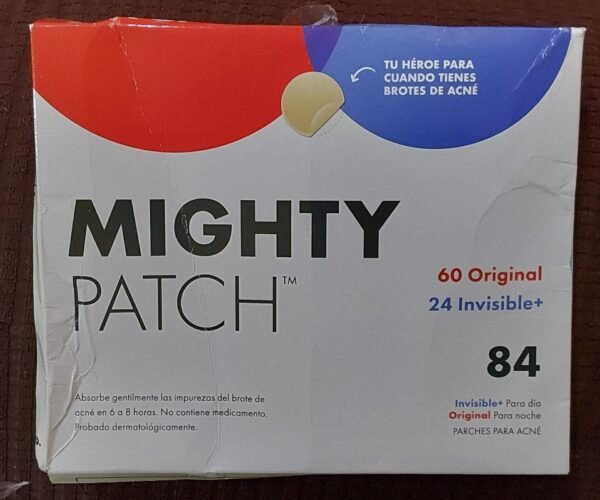 TU HÉROE PARA
CUANDO TIENES
BROTES DE ACNÉ
MIGHTY
PATCH™
60 Original
24 Invisible+
84
Absorbe gentilmente las impurezas del brote de
acné en 6 a 8 horas. No contiene medicamento.
Probado dermatológicamente.
Invisible+ Para día
Original Para noche
PARCHES PARA ACNÉ